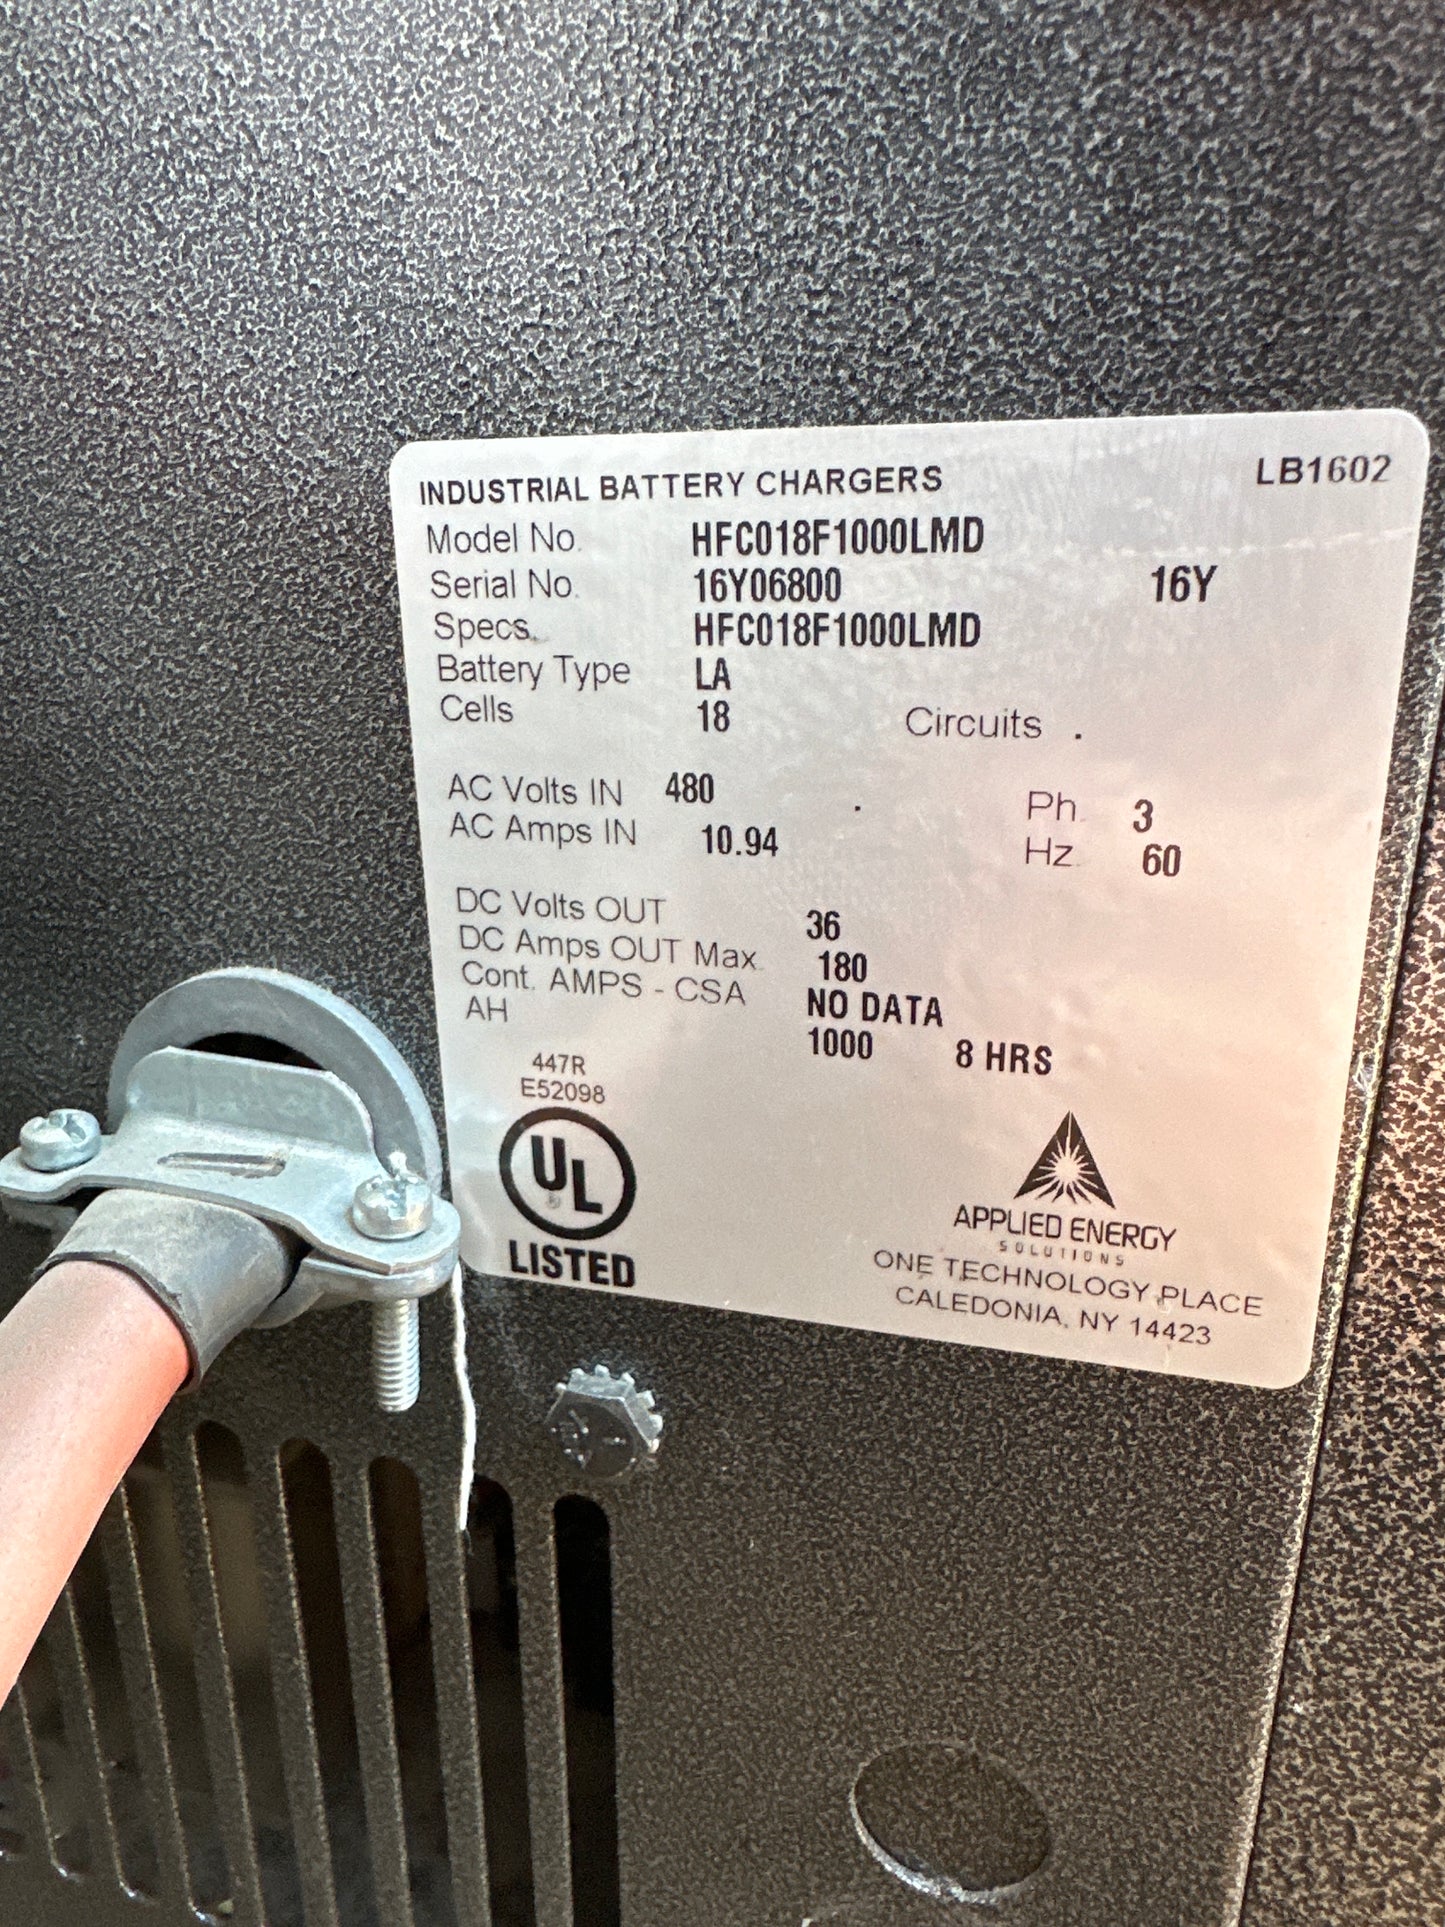 INDUSTRIAL BATTERY CHARGERS LB1602
Model No. HFC018F1000LMD
Serial No. 16Y06800 16Y
Specs. HFC018F1000LMD
Battery Type LA
Cells 18 Circuits .
AC Volts IN 480 . Ph. 3
AC Amps IN 10.94 Hz 60
DC Volts OUT 36
DC Amps OUT Max. 180
Cont. AMPS - CSA NO DATA
AH 1000 8 HRS
447R
E52098
UL ®
LISTED
APPLIED ENERGY
SOLUTIONS
ONE TECHNOLOGY PLACE
CALEDONIA, NY 14423